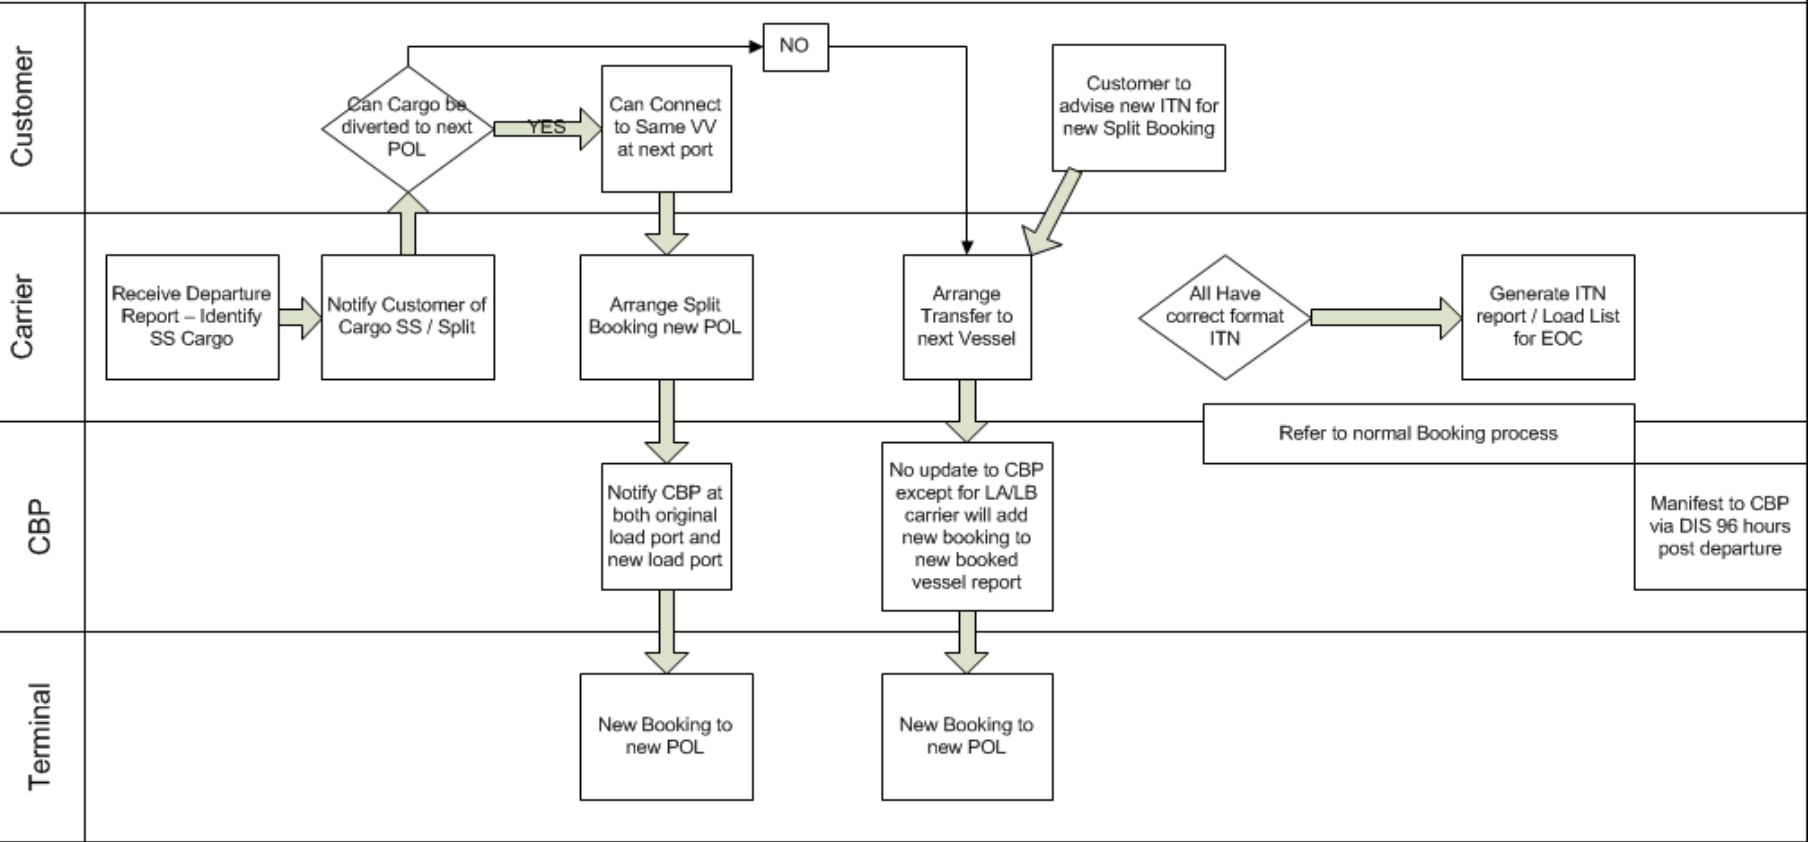 Customer
NO
Can Cargo be
diverted to next
POL
YES
Can Connect
to Same VV
at next port
Customer to
advise new ITN for
new Split Booking
Carrier
Receive Departure
Report – Identify
SS Cargo
Notify Customer of
Cargo SS / Split
Arrange Split
Booking new POL
Arrange
Transfer to
next Vessel
All Have
correct format
ITN
Generate ITN
report / Load List
for EOC
Refer to normal Booking process
CBP
Notify CBP at
both original
load port and
new load port
No update to CBP
except for LA/LB
carrier will add
new booking to
new booked
vessel report
Manifest to CBP
via DIS 96 hours
post departure
Terminal
New Booking to
new POL
New Booking to
new POL